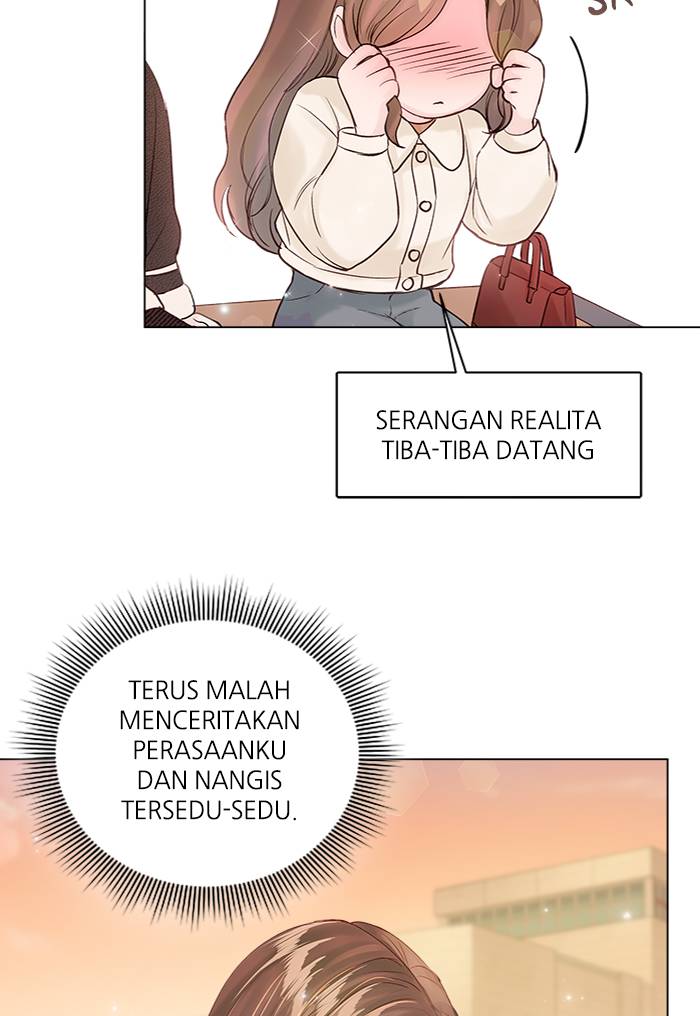 SERANGAN REALITA
TIBA-TIBA DATANG
TERUS MALAH
MENCERITAKAN
PERASAANKU
DAN NANGIS
TERSEDU-SEDU.